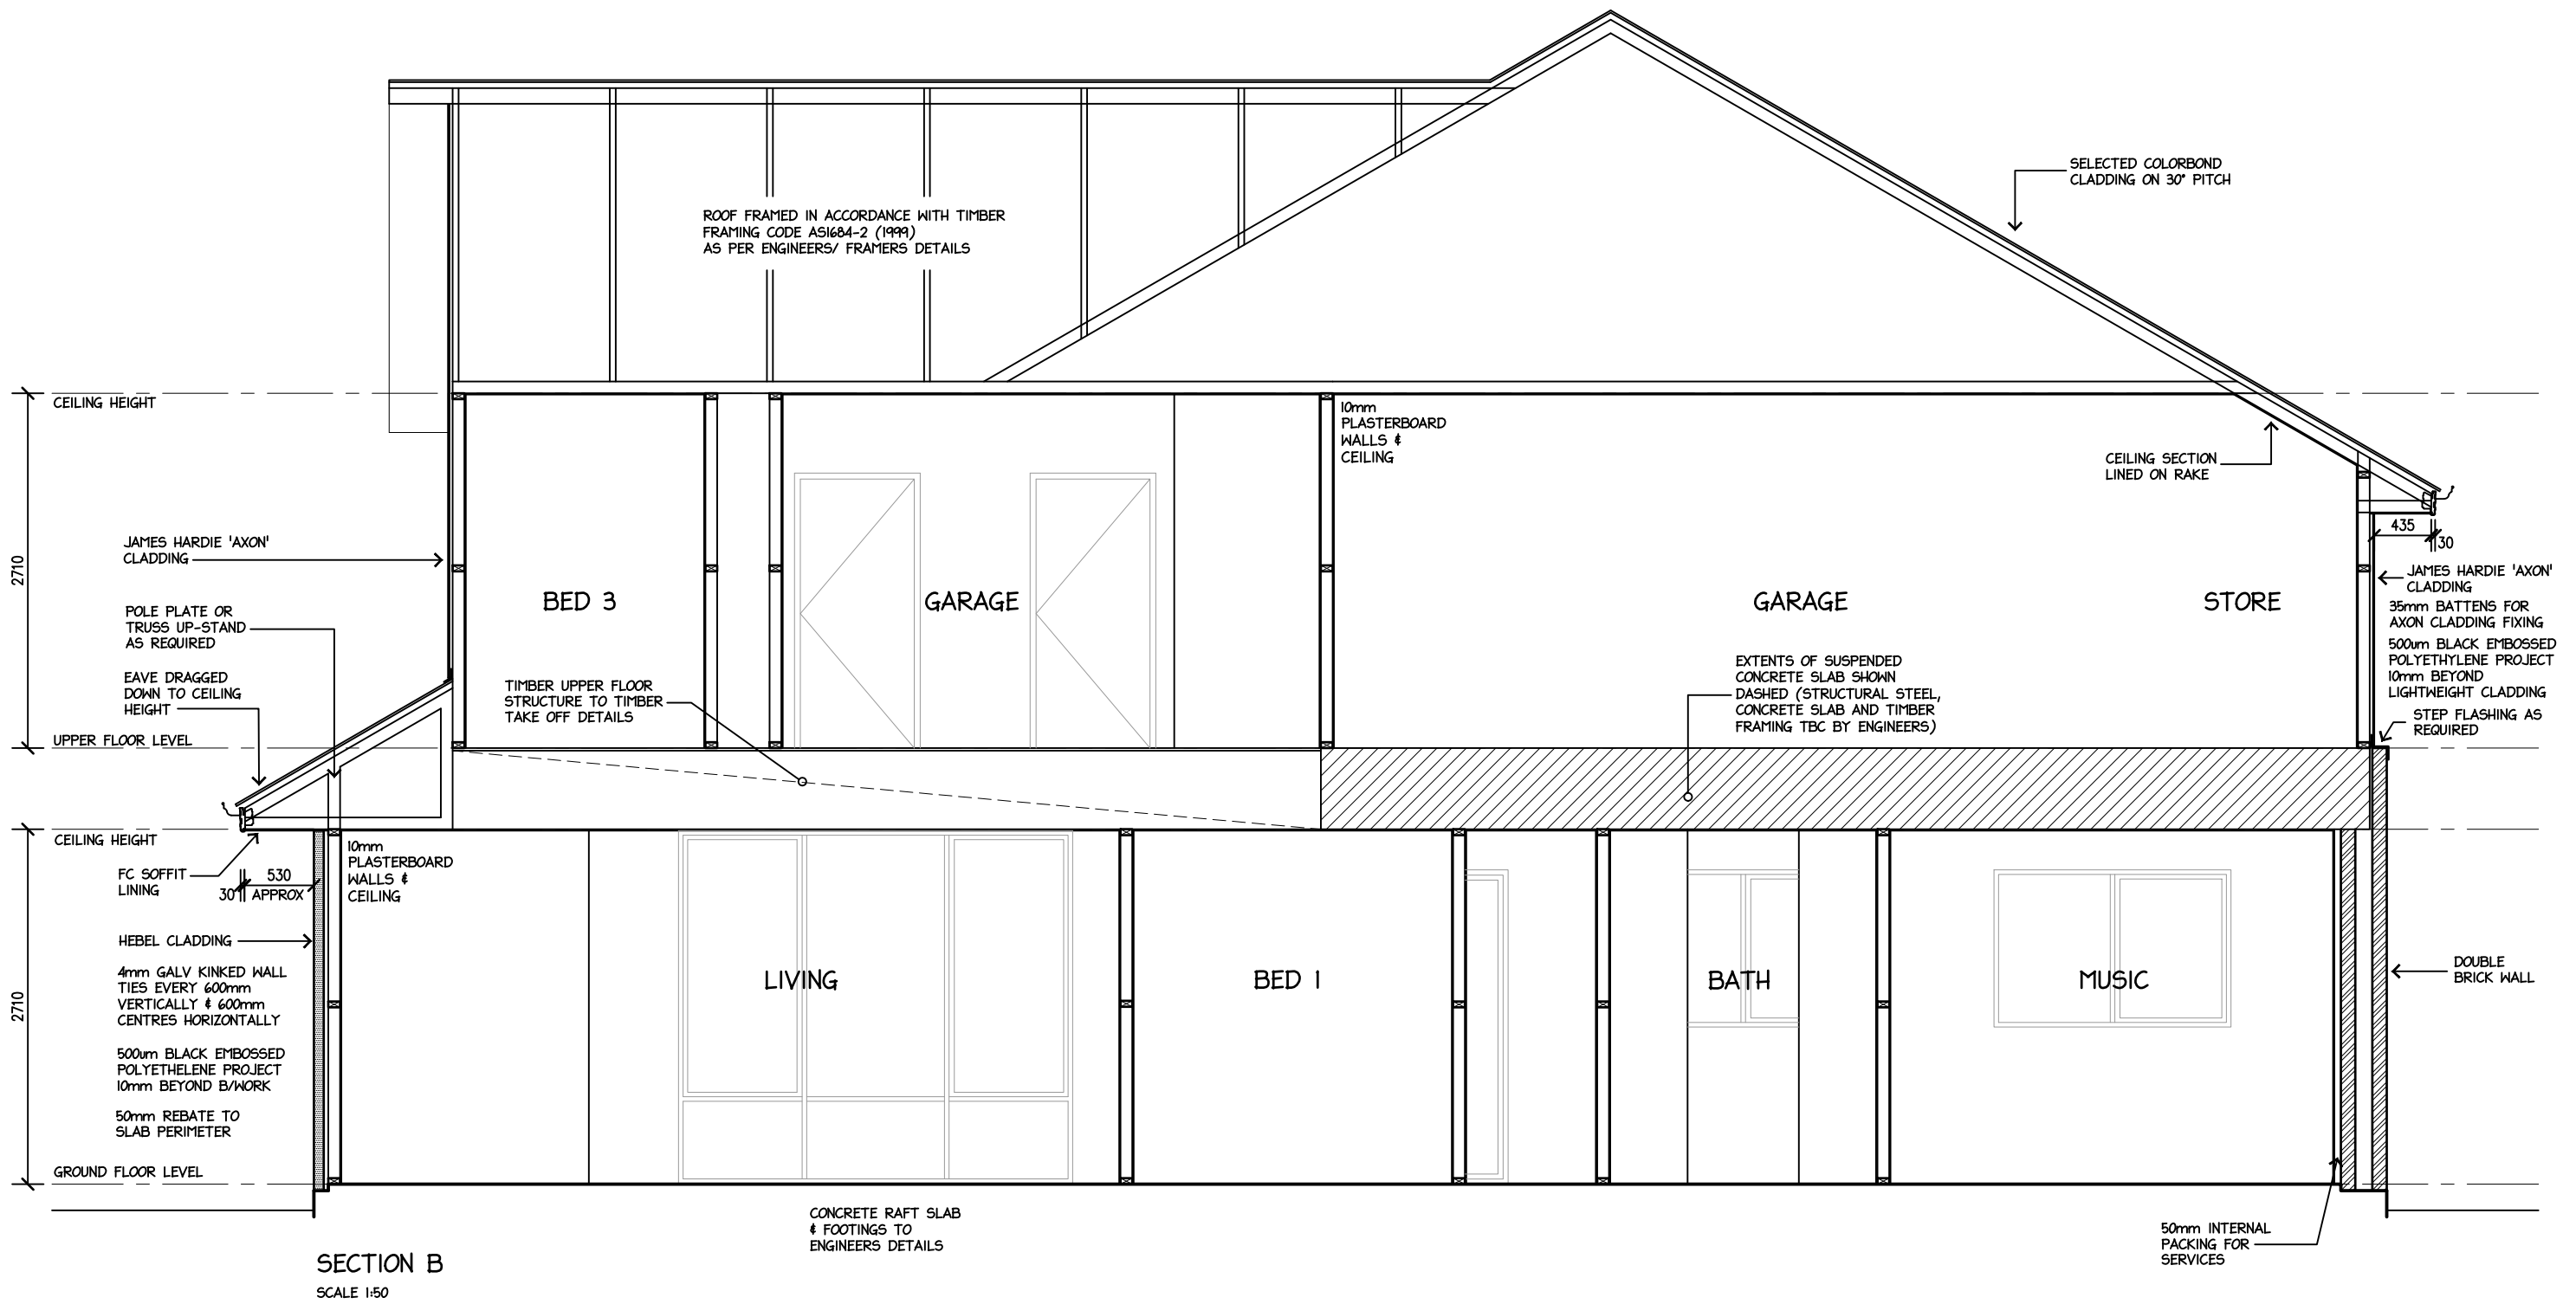 SELECTED COLORBOND
CLADDING ON 30° PITCH
ROOF FRAMED IN ACCORDANCE WITH TIMBER
FRAMING CODE AS1684-2 (1999)
AS PER ENGINEERS/ FRAMERS DETAILS
CEILING HEIGHT
10mm
PLASTERBOARD
WALLS &
CEILING
CEILING SECTION
LINED ON RAKE
435
30
2710
JAMES HARDIE 'AXON'
CLADDING
JAMES HARDIE 'AXON'
CLADDING
BED 3
GARAGE
GARAGE
STORE
35mm BATTENS FOR
AXON CLADDING FIXING
POLE PLATE OR
TRUSS UP-STAND
AS REQUIRED
500um BLACK EMBOSSED
POLYETHYLENE PROJECT
10mm BEYOND
LIGHTWEIGHT CLADDING
EAVE DRAGGED
DOWN TO CEILING
HEIGHT
TIMBER UPPER FLOOR
STRUCTURE TO TIMBER
TAKE OFF DETAILS
EXTENTS OF SUSPENDED
CONCRETE SLAB SHOWN
DASHED (STRUCTURAL STEEL,
CONCRETE SLAB AND TIMBER
FRAMING TBC BY ENGINEERS)
STEP FLASHING AS
REQUIRED
UPPER FLOOR LEVEL
CEILING HEIGHT
10mm
PLASTERBOARD
WALLS &
CEILING
FC SOFFIT
LINING
530
30
APPROX
HEBEL CLADDING
4mm GALV KINKED WALL
TIES EVERY 600mm
VERTICALLY & 600mm
CENTRES HORIZONTALLY
2710
LIVING
BED 1
BATH
MUSIC
DOUBLE
BRICK WALL
500um BLACK EMBOSSED
POLYETHELENE PROJECT
10mm BEYOND B/WORK
50mm REBATE TO
SLAB PERIMETER
GROUND FLOOR LEVEL
CONCRETE RAFT SLAB
& FOOTINGS TO
ENGINEERS DETAILS
50mm INTERNAL
PACKING FOR
SERVICES
SECTION B
SCALE 1:50